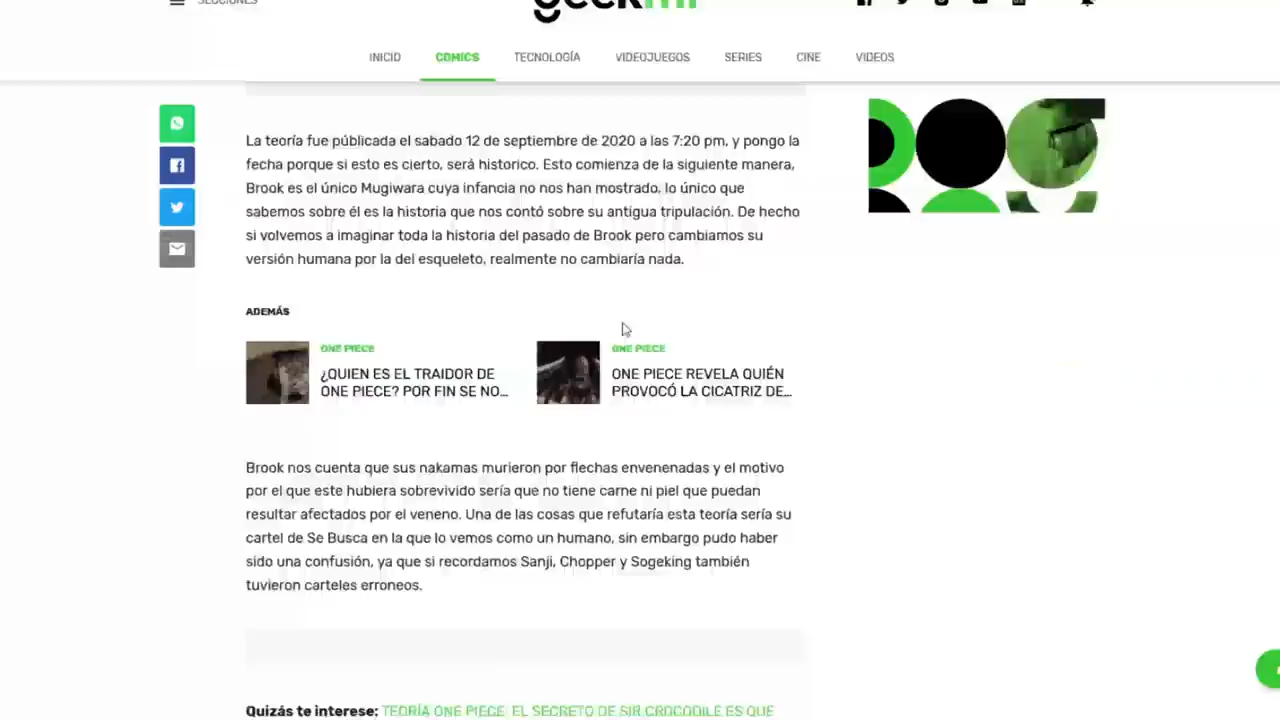 SECCIONES
geekmi
INICIO COMICS TECNOLOGÍA VIDEOJUEGOS SERIES CINE VIDEOS
La teoría fue públicada el sabado 12 de septiembre de 2020 a las 7:20 pm, y pongo la
fecha porque si esto es cierto, será historico. Esto comienza de la siguiente manera,
Brook es el único Mugiwara cuya infancia no nos han mostrado, lo único que
sabemos sobre él es la historia que nos contó sobre su antigua tripulación. De hecho
si volvemos a imaginar toda la historia del pasado de Brook pero cambiamos su
versión humana por la del esqueleto, realmente no cambiaría nada.
ADEMÁS
ONE PIECE
¿QUIEN ES EL TRAIDOR DE
ONE PIECE? POR FIN SE NO...
ONE PIECE
ONE PIECE REVELA QUIÉN
PROVOCÓ LA CICATRIZ DE...
Brook nos cuenta que sus nakamas murieron por flechas envenenadas y el motivo
por el que este hubiera sobrevivido sería que no tiene carne ni piel que puedan
resultar afectados por el veneno. Una de las cosas que refutaría esta teoría sería su
cartel de Se Busca en la que lo vemos como un humano, sin embargo pudo haber
sido una confusión, ya que si recordamos Sanji, Chopper y Sogeking también
tuvieron carteles erroneos.
Quizás te interese: TEORÍA ONE PIECE: EL SECRETO DE SIR CROCODILE ES QUE